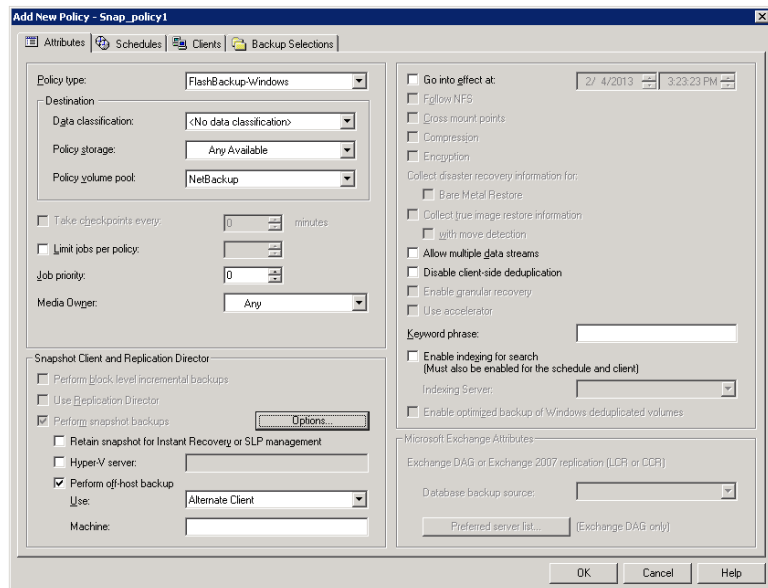 Add New Policy - Snap_policy1
Attributes
Schedules
Clients
Backup Selections
Policy type:
FlashBackup-Windows
Destination
Data classification:
<No data classification>
Policy storage:
Any Available
Policy volume pool:
NetBackup
Take checkpoints every:
0
minutes
Limit jobs per policy:
Job priority:
0
Media Owner:
Any
Snapshot Client and Replication Director
Perform block level incremental backups
Use Replication Director
Perform snapshot backups
Options...
Retain snapshot for Instant Recovery or SLP management
Hyper-V server:
Perform off-host backup
Use:
Alternate Client
Machine:
Go into effect at:
2/ 4/2013
3:23:23 PM
Follow NFS
Cross mount points
Compression
Encryption
Collect disaster recovery information for:
Bare Metal Restore
Collect true image restore information
with move detection
Allow multiple data streams
Disable client-side deduplication
Enable granular recovery
Use accelerator
Keyword phrase:
Enable indexing for search
(Must also be enabled for the schedule and client)
Indexing Server:
Enable optimized backup of Windows deduplicated volumes
Microsoft Exchange Attributes
Exchange DAG or Exchange 2007 replication (LCR or CCR)
Database backup source:
Preferred server list...
(Exchange DAG only)
OK
Cancel
Help